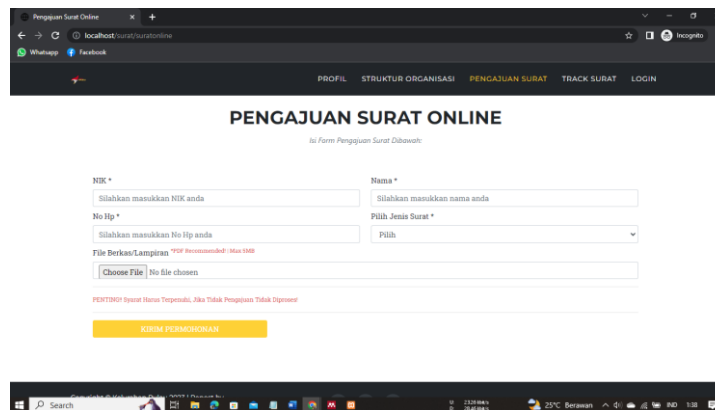 Pengajuan Surat Online
localhost/surat/suratonline
Incognito
Whatsapp Facebook
PROFIL STRUKTUR ORGANISASI PENGAJUAN SURAT TRACK SURAT LOGIN
PENGAJUAN SURAT ONLINE
Isi Form Pengajuan Surat Dibawah:
NIK * Nama *
Silahkan masukkan NIK anda Silahkan masukkan nama anda
No Hp * Pilih Jenis Surat *
Silahkan masukkan No Hp anda Pilih
File Berkas/Lampiran *PDF Recommended! | Max 5MB
Choose File No file chosen
PENTING!! Syarat Harus Terpenuhi, Jika Tidak Pengajuan Tidak Diproses!
KIRIM PERMOHONAN
Search 25°C Berawan IND 1:38